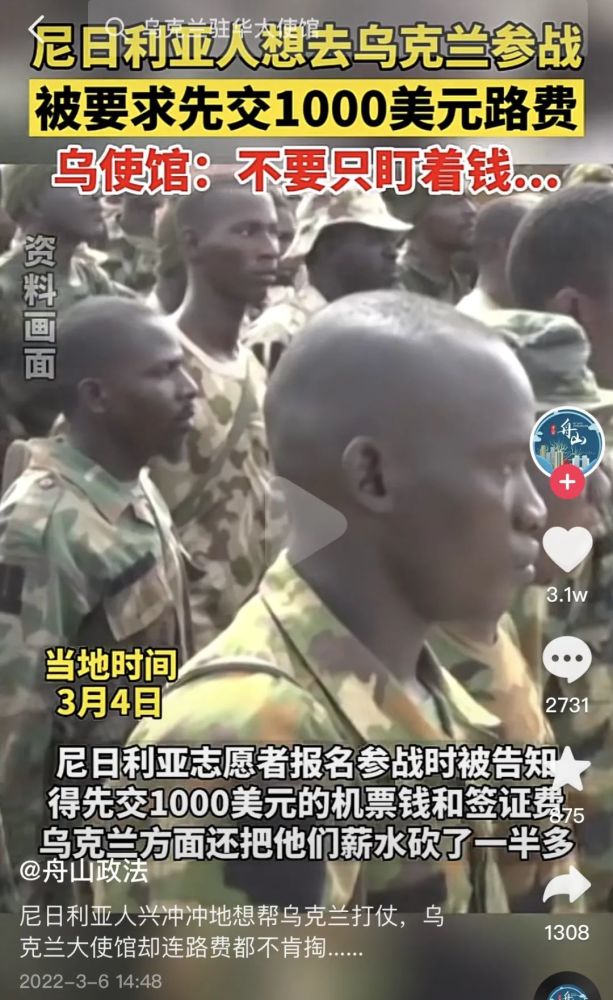 乌克兰驻华大使馆
尼日利亚人想去乌克兰参战
被要求先交1000美元路费
乌使馆：不要只盯着钱...
资料画面
舟山
3.1w
2731
当地时间
3月4日
尼日利亚志愿者报名参战时被告知
得先交1000美元的机票钱和签证费
875
乌克兰方面还把他们薪水砍了一半多
@舟山政法
尼日利亚人兴冲冲地想帮乌克兰打仗，乌
克兰大使馆却连路费都不肯掏......
1308
2022-3-6 14:48